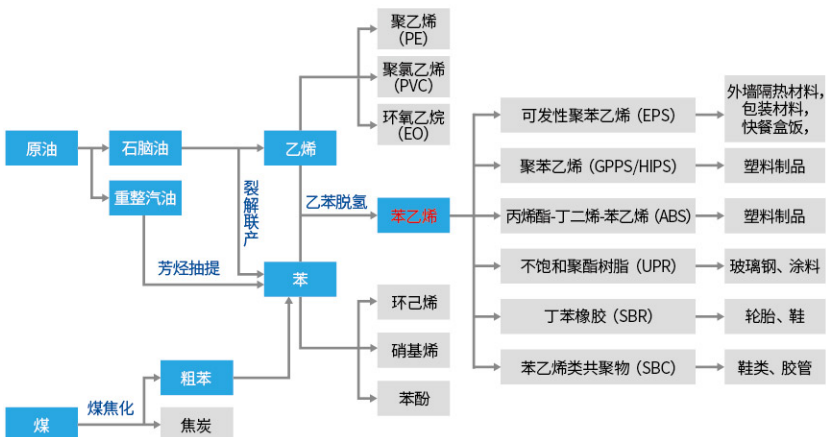 聚乙烯
(PE)
聚氯乙烯
(PVC)
环氧乙烷
(EO)
原油
石脑油
乙烯
重整汽油
裂解联产
芳烃抽提
乙苯脱氢
苯乙烯
苯
可发性聚苯乙烯(EPS)
外墙隔热材料,
包装材料,
快餐盒饭,
聚苯乙烯(GPPS/HIPS)
塑料制品
丙烯酯-丁二烯-苯乙烯(ABS)
塑料制品
不饱和聚酯树脂(UPR)
玻璃钢、涂料
丁苯橡胶(SBR)
轮胎、鞋
苯乙烯类共聚物(SBC)
鞋类、胶管
环己烯
硝基烯
苯酚
粗苯
煤焦化
煤
焦炭